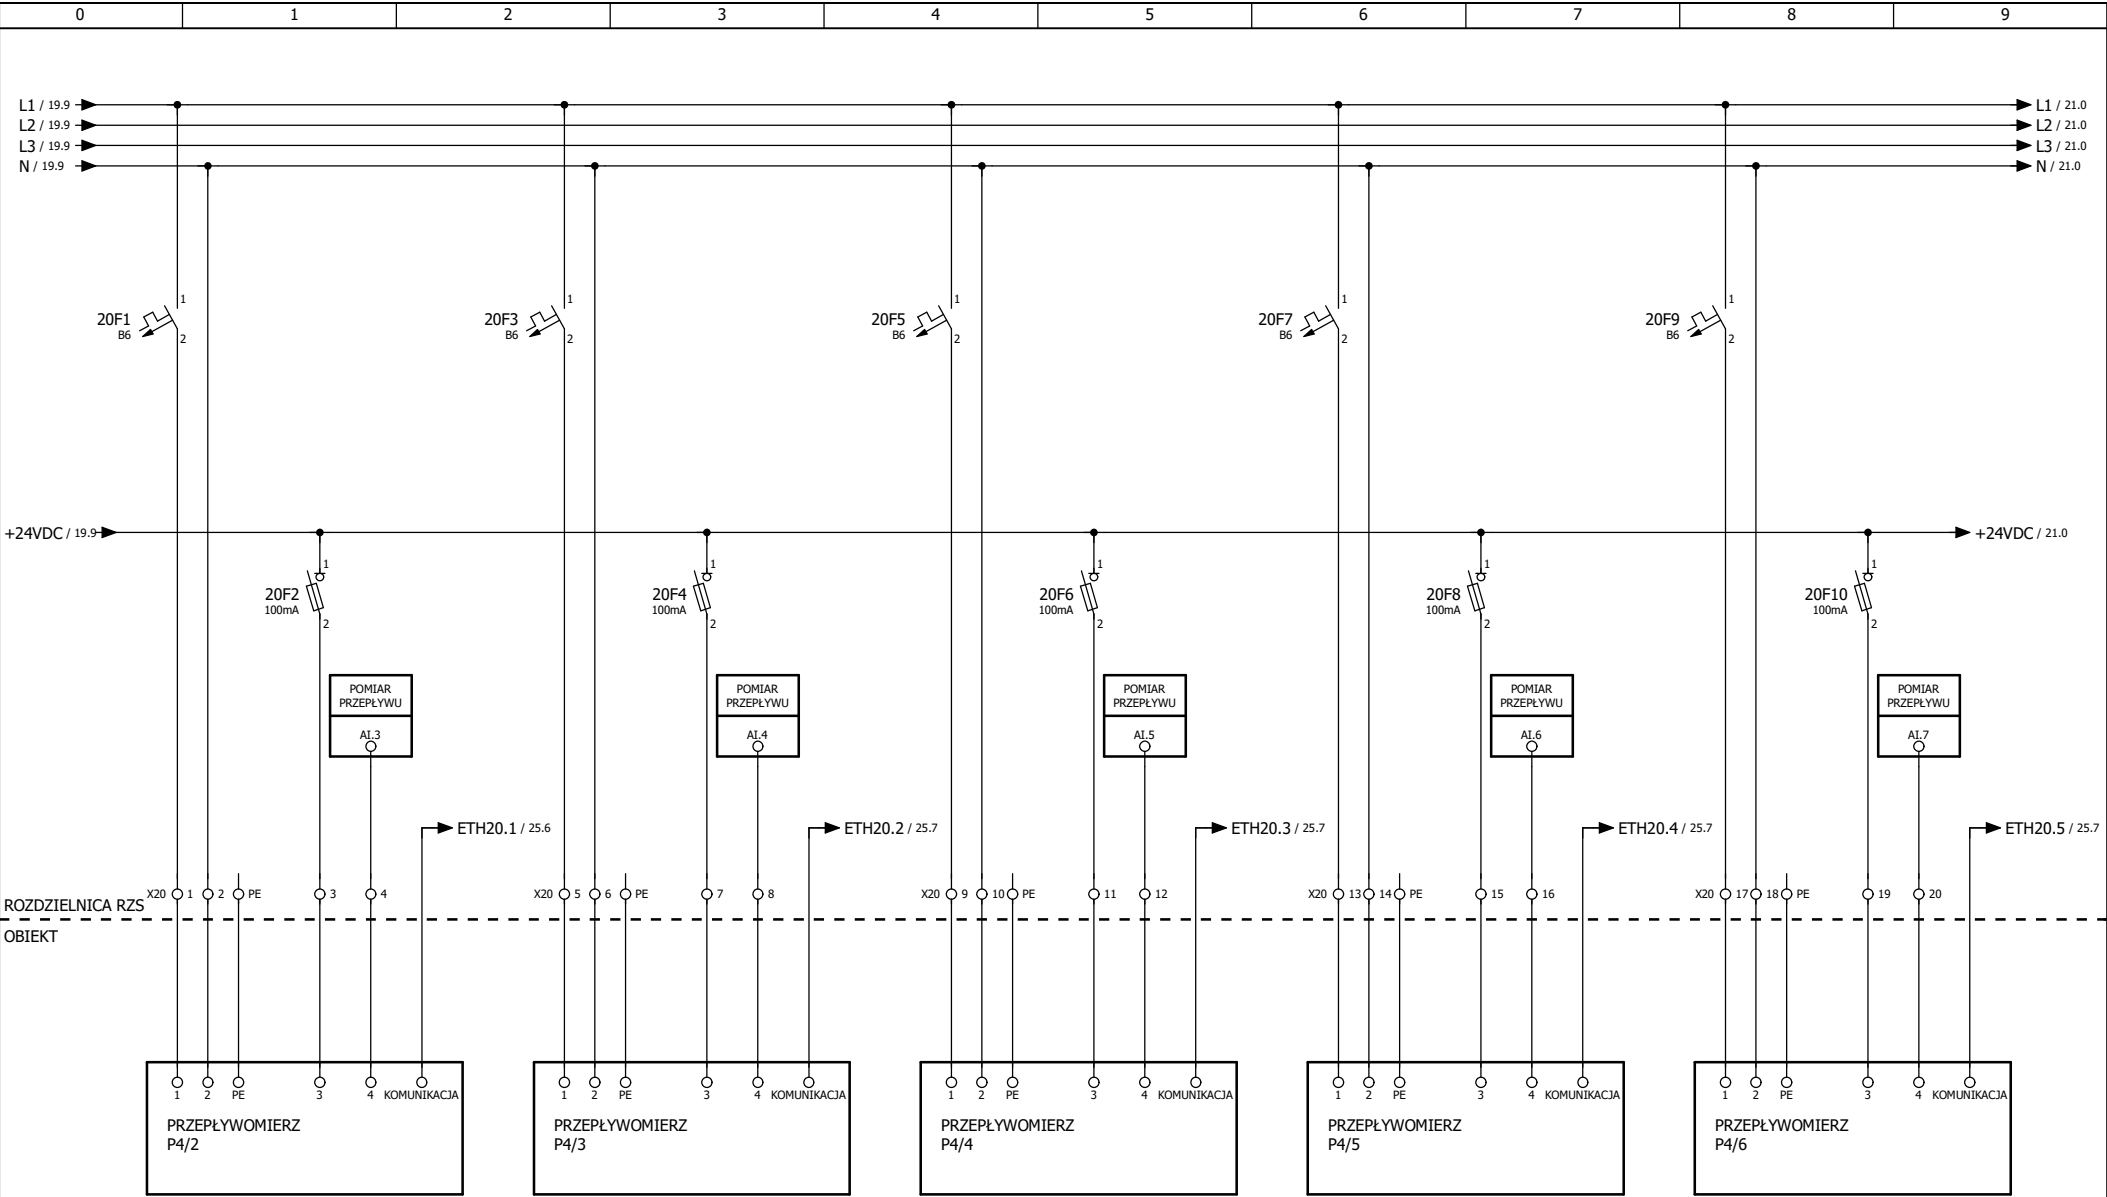 0 1 2 3 4 5 6 7 8 9
L1 / 19.9 L1 / 21.0
L2 / 19.9 L2 / 21.0
L3 / 19.9 L3 / 21.0
N / 19.9 N / 21.0
1 1 1 1 1
20F1 20F3 20F5 20F7 20F9
B6 B6 B6 B6 B6
2 2 2 2 2
+24VDC / 19.9 +24VDC / 21.0
1 1 1 1 1
20F2 20F4 20F6 20F8 20F10
100mA 100mA 100mA 100mA 100mA
2 2 2 2 2
POMIAR POMIAR POMIAR POMIAR POMIAR
PRZEPŁYWU PRZEPŁYWU PRZEPŁYWU PRZEPŁYWU PRZEPŁYWU
AI.3 AI.4 AI.5 AI.6 AI.7
ETH20.1 / 25.6 ETH20.2 / 25.7 ETH20.3 / 25.7 ETH20.4 / 25.7 ETH20.5 / 25.7
X20 1 2 PE 3 4 X20 5 6 PE 7 8 X20 9 10 PE 11 12 X20 13 14 PE 15 16 X20 17 18 PE 19 20
ROZDZIELNICA RZS
OBIEKT
1 2 PE 3 4 KOMUNIKACJA 1 2 PE 3 4 KOMUNIKACJA 1 2 PE 3 4 KOMUNIKACJA 1 2 PE 3 4 KOMUNIKACJA 1 2 PE 3 4 KOMUNIKACJA
PRZEPŁYWOMIERZ PRZEPŁYWOMIERZ PRZEPŁYWOMIERZ PRZEPŁYWOMIERZ PRZEPŁYWOMIERZ
P4/2 P4/3 P4/4 P4/5 P4/6